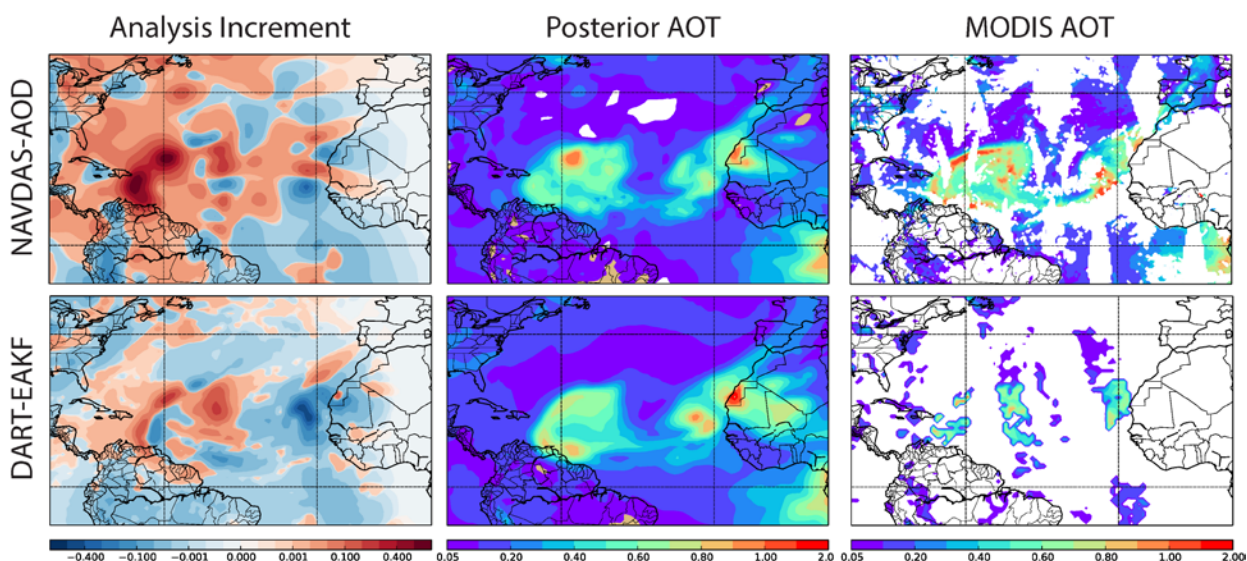 Analysis Increment Posterior AOT MODIS AOT
NAVDAS-AOD
DART-EAKF
−0.400 −0.100 −0.001 0.000 0.001 0.100 0.400 0.05 0.20 0.40 0.60 0.80 1.00 2.0 0.05 0.20 0.40 0.60 0.80 1.00 2.000